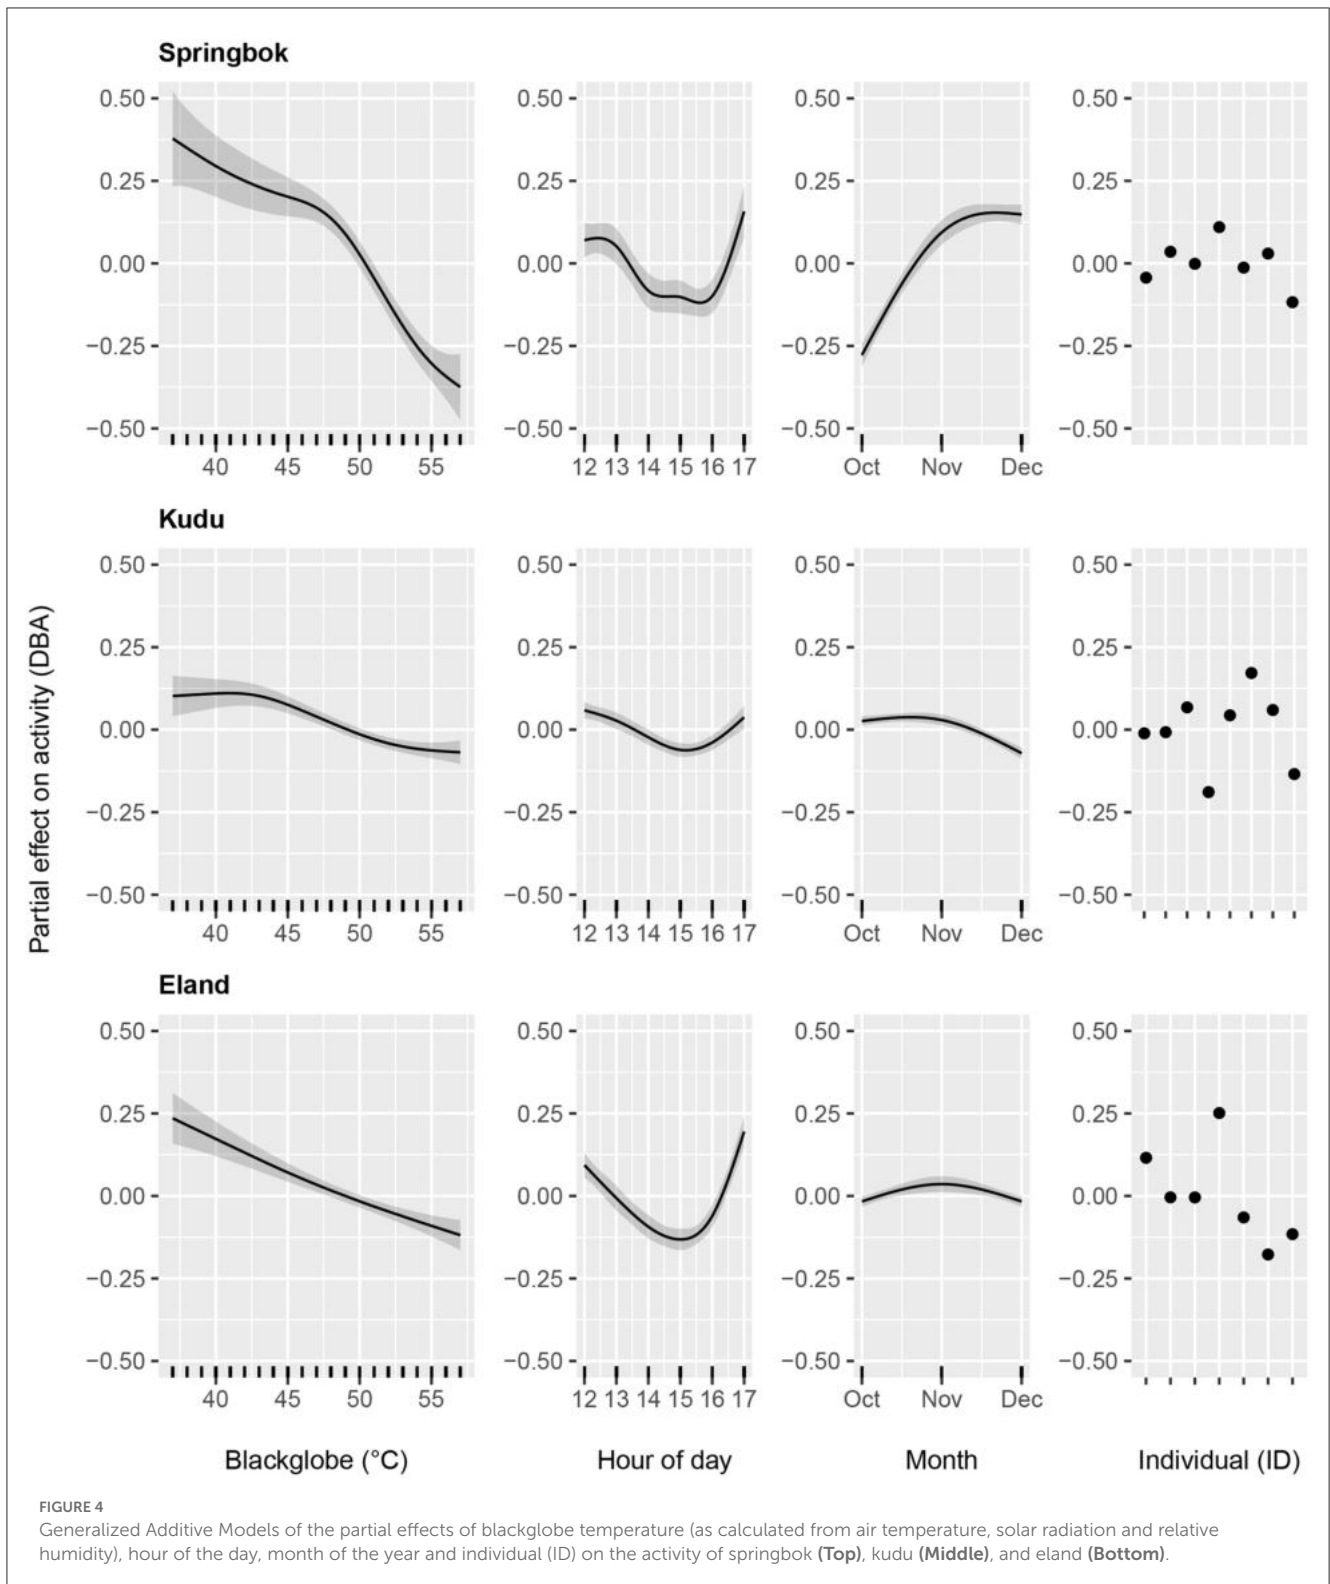 Springbok
0.50 0.50 0.50 0.50
0.25 0.25 0.25 0.25
0.00 0.00 0.00 0.00
−0.25 −0.25 −0.25 −0.25
−0.50 −0.50 −0.50 −0.50
40 45 50 55 12 13 14 15 16 17 Oct Nov Dec
Kudu
0.50 0.50 0.50 0.50
0.25 0.25 0.25 0.25
0.00 0.00 0.00 0.00
−0.25 −0.25 −0.25 −0.25
−0.50 −0.50 −0.50 −0.50
40 45 50 55 12 13 14 15 16 17 Oct Nov Dec
Partial effect on activity (DBA)
Eland
0.50 0.50 0.50 0.50
0.25 0.25 0.25 0.25
0.00 0.00 0.00 0.00
−0.25 −0.25 −0.25 −0.25
−0.50 −0.50 −0.50 −0.50
40 45 50 55 12 13 14 15 16 17 Oct Nov Dec
Blackglobe (°C) Hour of day Month Individual (ID)
FIGURE 4
Generalized Additive Models of the partial effects of blackglobe temperature (as calculated from air temperature, solar radiation and relative
humidity), hour of the day, month of the year and individual (ID) on the activity of springbok (Top), kudu (Middle), and eland (Bottom).